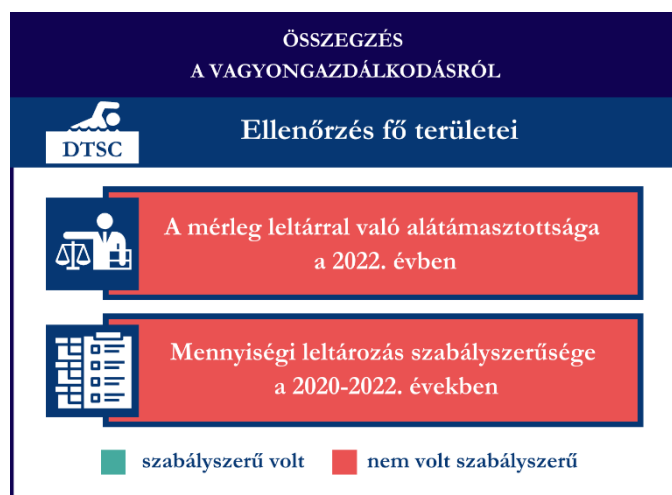 ÖSSZEGZÉS
A VAGYONGAZDÁLKODÁSRÓL
DTSC
Ellenőrzés fő területei
A mérleg leltárral való alátámasztottsága
a 2022. évben
Mennyiségi leltározás szabályszerűsége
a 2020-2022. években
szabályszerű volt
nem volt szabályszerű